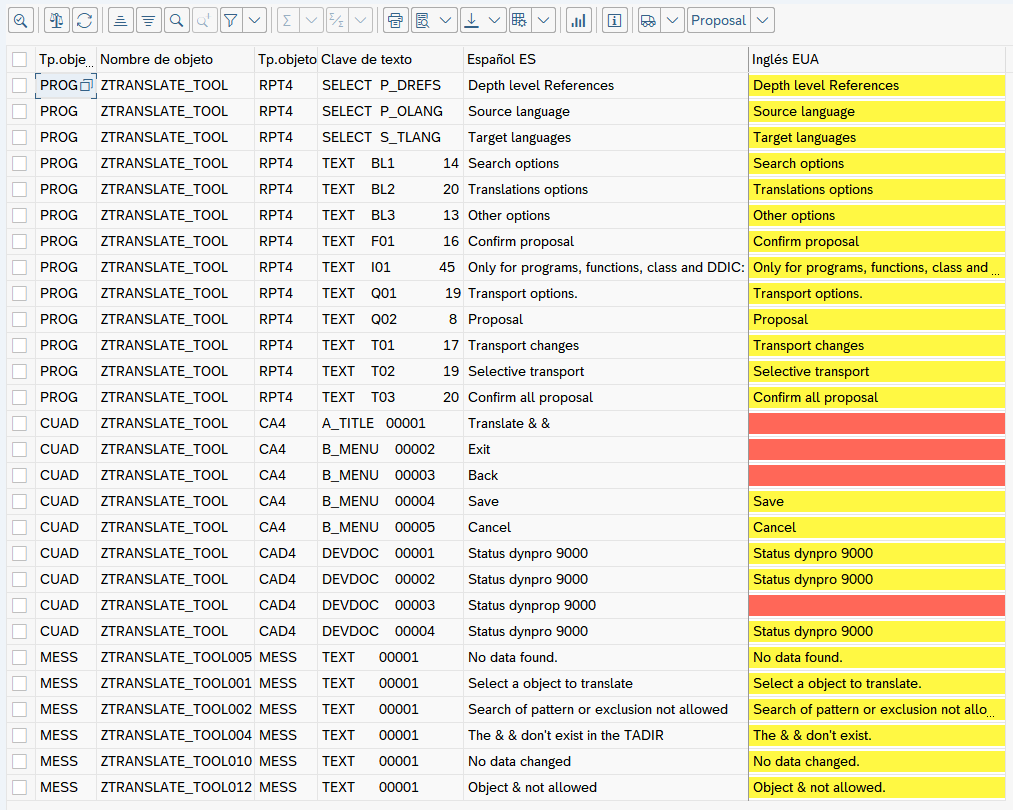 Proposal
Tp.obje... Nombre de objeto Tp.objeto Clave de texto Español ES Inglés EUA
PROG ZTRANSLATE_TOOL RPT4 SELECT P_DREFS Depth level References Depth level References
PROG ZTRANSLATE_TOOL RPT4 SELECT P_OLANG Source language Source language
PROG ZTRANSLATE_TOOL RPT4 SELECT S_TLANG Target languages Target languages
PROG ZTRANSLATE_TOOL RPT4 TEXT BL1 14 Search options Search options
PROG ZTRANSLATE_TOOL RPT4 TEXT BL2 20 Translations options Translations options
PROG ZTRANSLATE_TOOL RPT4 TEXT BL3 13 Other options Other options
PROG ZTRANSLATE_TOOL RPT4 TEXT F01 16 Confirm proposal Confirm proposal
PROG ZTRANSLATE_TOOL RPT4 TEXT I01 45 Only for programs, functions, class and DDIC: Only for programs, functions, class and ...
PROG ZTRANSLATE_TOOL RPT4 TEXT Q01 19 Transport options. Transport options.
PROG ZTRANSLATE_TOOL RPT4 TEXT Q02 8 Proposal Proposal
PROG ZTRANSLATE_TOOL RPT4 TEXT T01 17 Transport changes Transport changes
PROG ZTRANSLATE_TOOL RPT4 TEXT T02 19 Selective transport Selective transport
PROG ZTRANSLATE_TOOL RPT4 TEXT T03 20 Confirm all proposal Confirm all proposal
CUAD ZTRANSLATE_TOOL CA4 A_TITLE 00001 Translate & &
CUAD ZTRANSLATE_TOOL CA4 B_MENU 00002 Exit
CUAD ZTRANSLATE_TOOL CA4 B_MENU 00003 Back
CUAD ZTRANSLATE_TOOL CA4 B_MENU 00004 Save Save
CUAD ZTRANSLATE_TOOL CA4 B_MENU 00005 Cancel Cancel
CUAD ZTRANSLATE_TOOL CAD4 DEVDOC 00001 Status dynpro 9000 Status dynpro 9000
CUAD ZTRANSLATE_TOOL CAD4 DEVDOC 00002 Status dynpro 9000 Status dynpro 9000
CUAD ZTRANSLATE_TOOL CAD4 DEVDOC 00003 Status dynprop 9000
CUAD ZTRANSLATE_TOOL CAD4 DEVDOC 00004 Status dynpro 9000 Status dynpro 9000
MESS ZTRANSLATE_TOOL005 MESS TEXT 00001 No data found. No data found.
MESS ZTRANSLATE_TOOL001 MESS TEXT 00001 Select a object to translate Select a object to translate.
MESS ZTRANSLATE_TOOL002 MESS TEXT 00001 Search of pattern or exclusion not allowed Search of pattern or exclusion not allo...
MESS ZTRANSLATE_TOOL004 MESS TEXT 00001 The & & don't exist in the TADIR The & & don't exist.
MESS ZTRANSLATE_TOOL010 MESS TEXT 00001 No data changed No data changed.
MESS ZTRANSLATE_TOOL012 MESS TEXT 00001 Object & not allowed Object & not allowed.